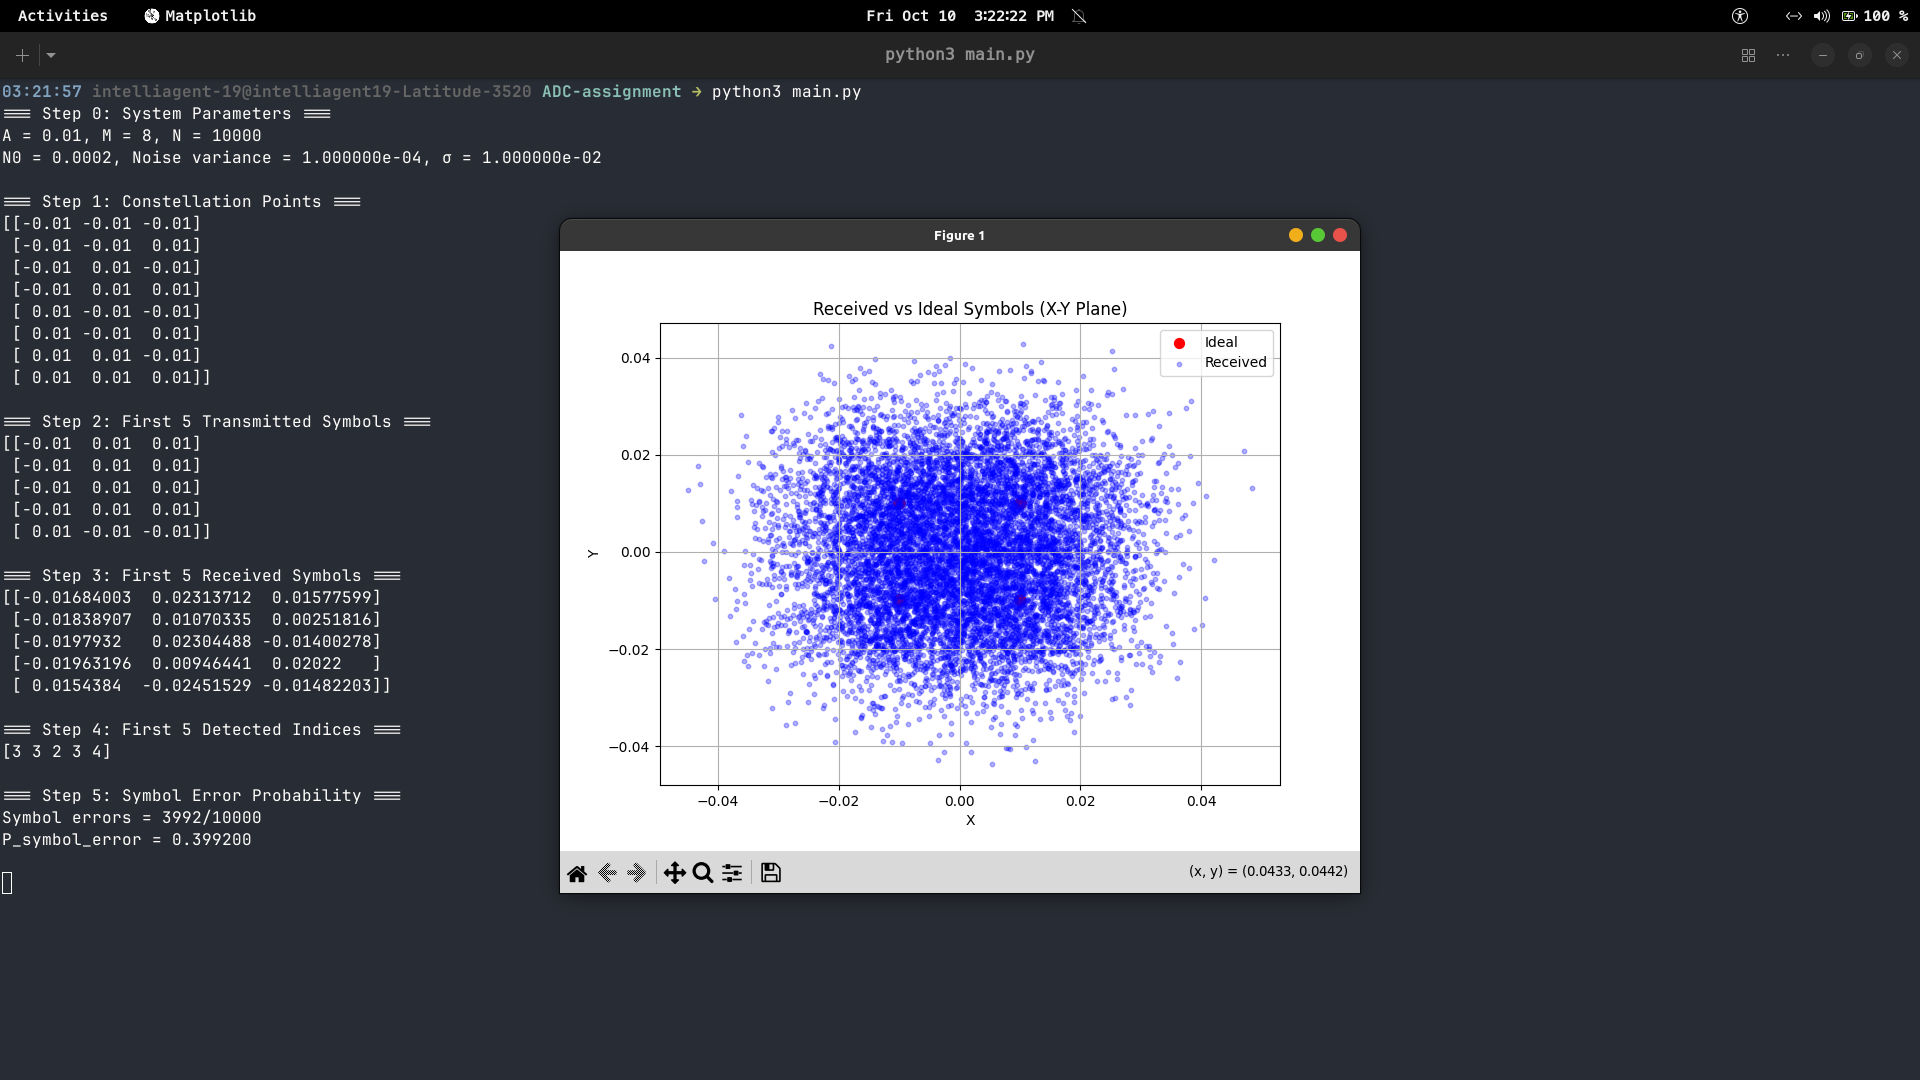 Activities Matplotlib Fri Oct 10 3:22:22 PM 100 %
python3 main.py
03:21:57 intelliagent-19@intelliagent19-Latitude-3520 ADC-assignment → python3 main.py
=== Step 0: System Parameters ===
A = 0.01, M = 8, N = 10000
N0 = 0.0002, Noise variance = 1.000000e-04, σ = 1.000000e-02
=== Step 1: Constellation Points ===
[[-0.01 -0.01 -0.01]
[-0.01 -0.01  0.01]
[-0.01  0.01 -0.01]
[-0.01  0.01  0.01]
[ 0.01 -0.01 -0.01]
[ 0.01 -0.01  0.01]
[ 0.01  0.01 -0.01]
[ 0.01  0.01  0.01]]
=== Step 2: First 5 Transmitted Symbols ===
[[-0.01  0.01  0.01]
[-0.01  0.01  0.01]
[-0.01  0.01  0.01]
[-0.01  0.01  0.01]
[ 0.01 -0.01 -0.01]]
=== Step 3: First 5 Received Symbols ===
[[-0.01684003  0.02313712  0.01577599]
[-0.01838907  0.01070335  0.00251816]
[-0.0197932   0.02304488 -0.01400278]
[-0.01963196  0.00946441  0.02022   ]
[ 0.0154384  -0.02451529 -0.01482203]]
=== Step 4: First 5 Detected Indices ===
[3 3 2 3 4]
=== Step 5: Symbol Error Probability ===
Symbol errors = 3992/10000
P_symbol_error = 0.399200
Figure 1
Received vs Ideal Symbols (X-Y Plane)
Ideal
Received
0.04
0.02
0.00
−0.02
−0.04
Y
−0.04 −0.02 0.00 0.02 0.04
X
(x, y) = (0.0433, 0.0442)